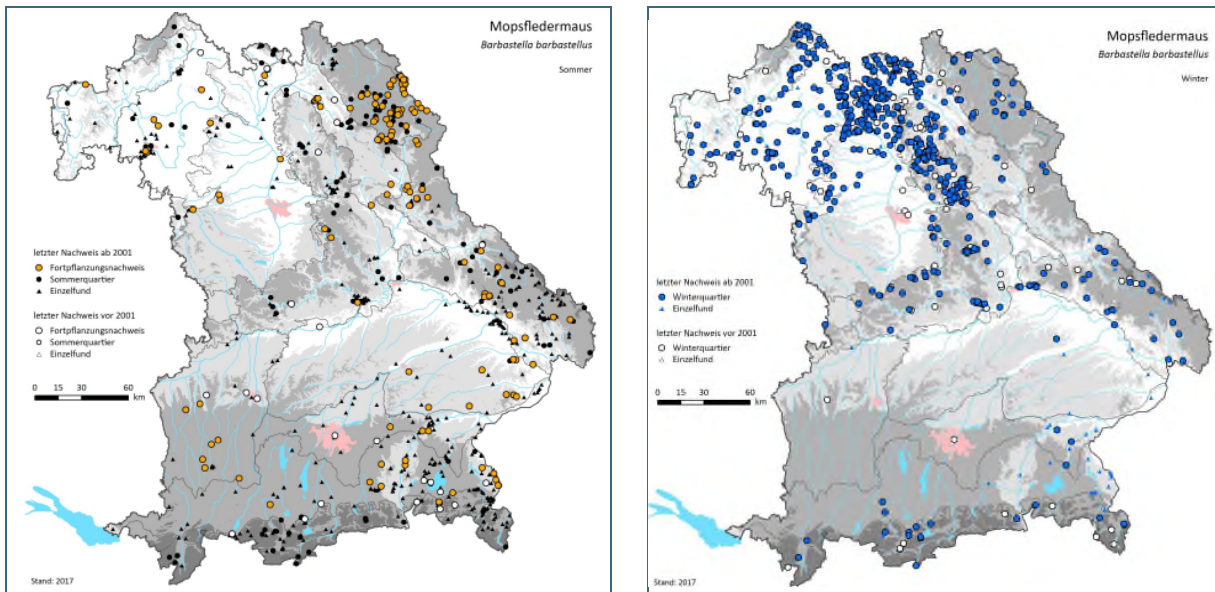 Mopsfledermaus
Barbastella barbastellus
Sommer
letzter Nachweis ab 2001
Fortpflanzungsnachweis
Sommerquartier
Einzelfund
letzter Nachweis vor 2001
Fortpflanzungsnachweis
Sommerquartier
Einzelfund
0 15 30 60
km
Stand: 2017
Mopsfledermaus
Barbastella barbastellus
Winter
letzter Nachweis ab 2001
Winterquartier
Einzelfund
letzter Nachweis vor 2001
Winterquartier
Einzelfund
0 15 30 60
km
Stand: 2017